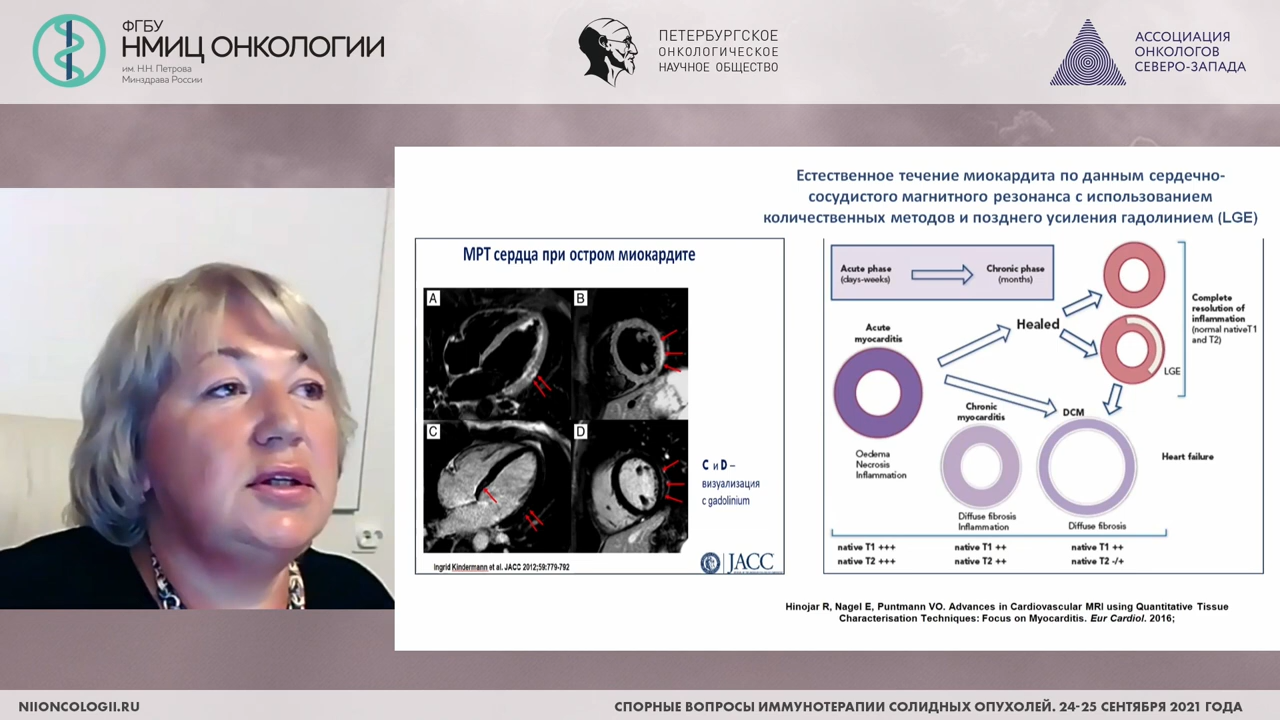 ФГБУ
НМИЦ ОНКОЛОГИИ
им. Н.Н. Петрова
Минздрава России
ПЕТЕРБУРГСКОЕ
ОНКОЛОГИЧЕСКОЕ
НАУЧНОЕ ОБЩЕСТВО
АССОЦИАЦИЯ
ОНКОЛОГОВ
СЕВЕРО-ЗАПАДА
Естественное течение миокардита по данным сердечно-
сосудистого магнитного резонанса с использованием
количественных методов и позднего усиления гадолинием (LGE)
МРТ сердца при остром миокардите
A
B
C
D
C и D –
визуализация
с gadolinium
Ingrid Kindermann et al. JACC 2012;59:779-792
JACC
Acute phase
(days-weeks)
Chronic phase
(months)
Acute
myocarditis
Healed
Complete
resolution of
inflammation
(normal nativeT1
and T2)
LGE
Chronic
myocarditis
DCM
Oedema
Necrosis
Inflammation
Heart failure
Diffuse fibrosis
Inflammation
Diffuse fibrosis
native T1 +++
native T2 +++
native T1 ++
native T2 ++
native T1 ++
native T2 -/+
Hinojar R, Nagel E, Puntmann VO. Advances in Cardiovascular MRI using Quantitative Tissue
Characterisation Techniques: Focus on Myocarditis. Eur Cardiol. 2016;
NIIONCOLOGII.RU
СПОРНЫЕ ВОПРОСЫ ИММУНОТЕРАПИИ СОЛИДНЫХ ОПУХОЛЕЙ. 24-25 СЕНТЯБРЯ 2021 ГОДА